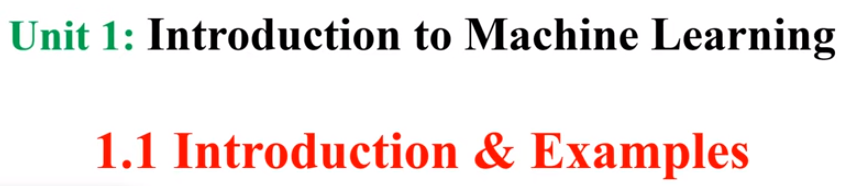 Unit 1: Introduction to Machine Learning
1.1 Introduction & Examples